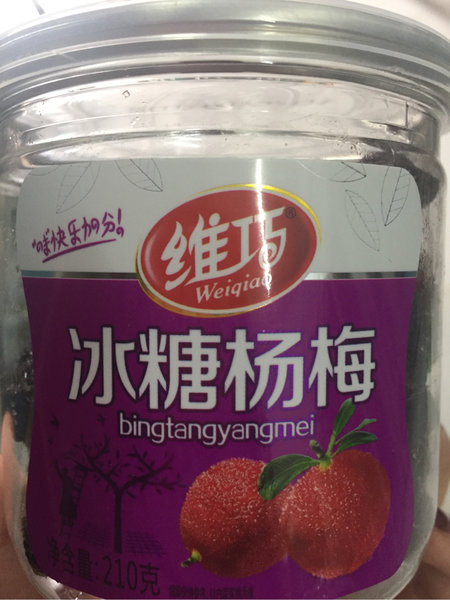 味快乐加分!
维巧®
Weiqiao
冰糖杨梅
bingtangyangmei
净含量:210克